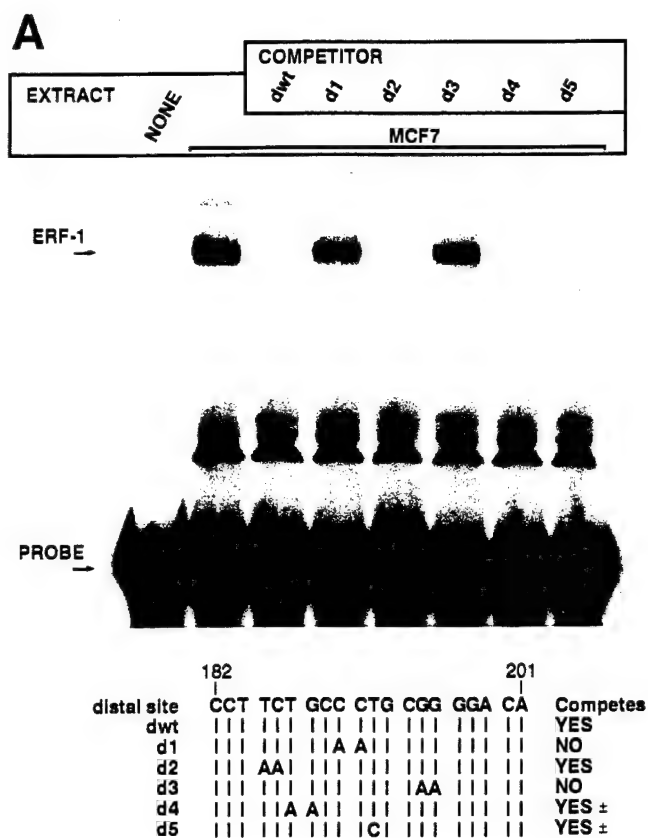 A
COMPETITOR
EXTRACT NONE dwt d1 d2 d3 d4 d5
MCF7
ERF-1
PROBE
182 201
distal site CCT TCT GCC CTG CGG GGA CA Competes
dwt ||| ||| ||| ||| ||| ||| || YES
d1 ||| ||| ||A A|| ||| ||| || NO
d2 ||| AA| ||| ||| ||| ||| || YES
d3 ||| ||| ||| ||| |AA ||| || NO
d4 ||| ||A A|| ||| ||| ||| || YES ±
d5 ||| ||| ||| |C| ||| ||| || YES ±